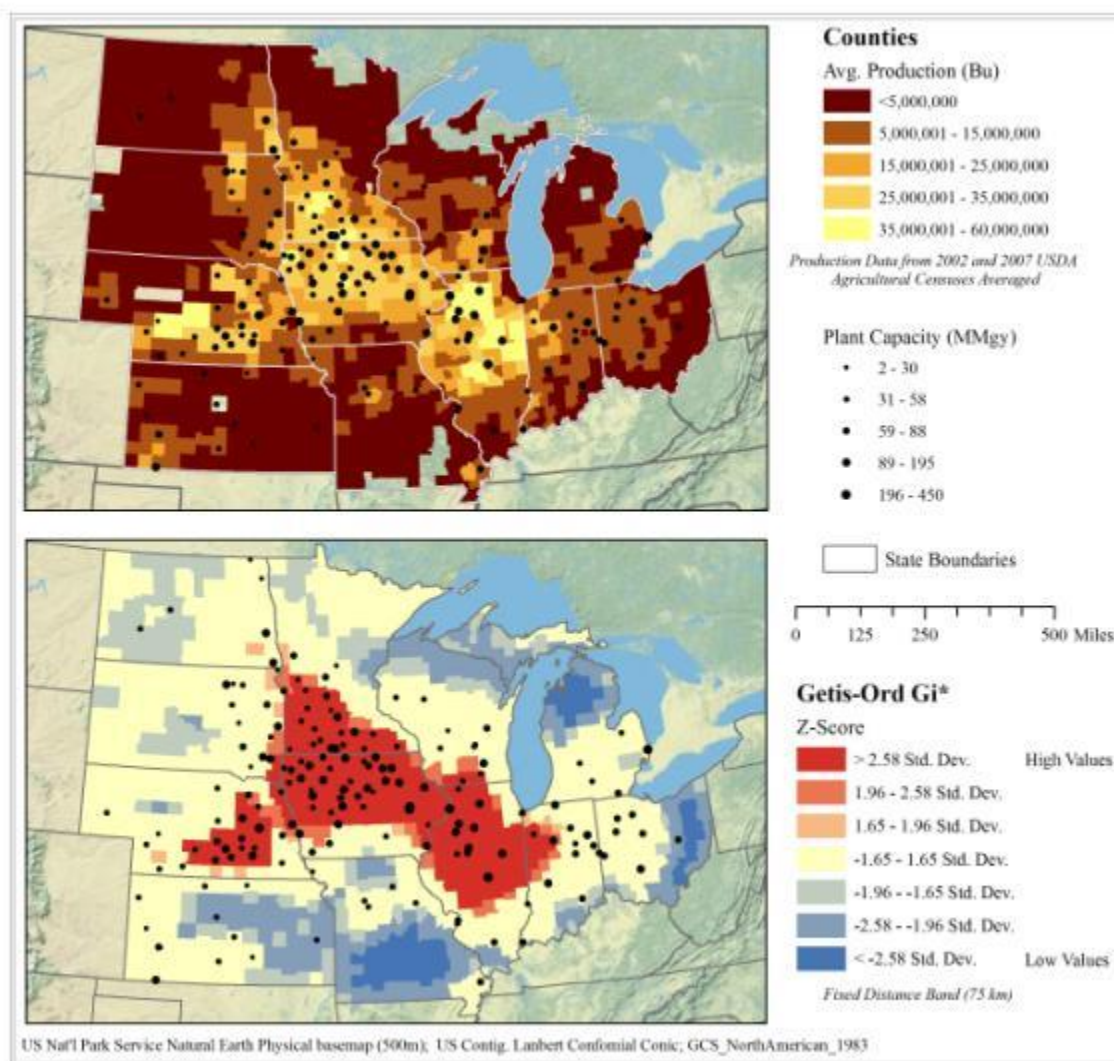 Counties
Avg. Production (Bu)
<5,000,000
5,000,001 - 15,000,000
15,000,001 - 25,000,000
25,000,001 - 35,000,000
35,000,001 - 60,000,000
Production Data from 2002 and 2007 USDA
Agricultural Censuses Averaged
Plant Capacity (MMgy)
2 - 30
31 - 58
59 - 88
89 - 195
196 - 450
State Boundaries
0 125 250 500 Miles
Getis-Ord Gi*
Z-Score
> 2.58 Std. Dev. High Values
1.96 - 2.58 Std. Dev.
1.65 - 1.96 Std. Dev.
-1.65 - 1.65 Std. Dev.
-1.96 - -1.65 Std. Dev.
-2.58 - -1.96 Std. Dev.
< -2.58 Std. Dev. Low Values
Fixed Distance Band (75 km)
US Nat'l Park Service Natural Earth Physical basemap (500m); US Contig. Lanbert Confomial Conic; GCS_NorthAmerican_1983